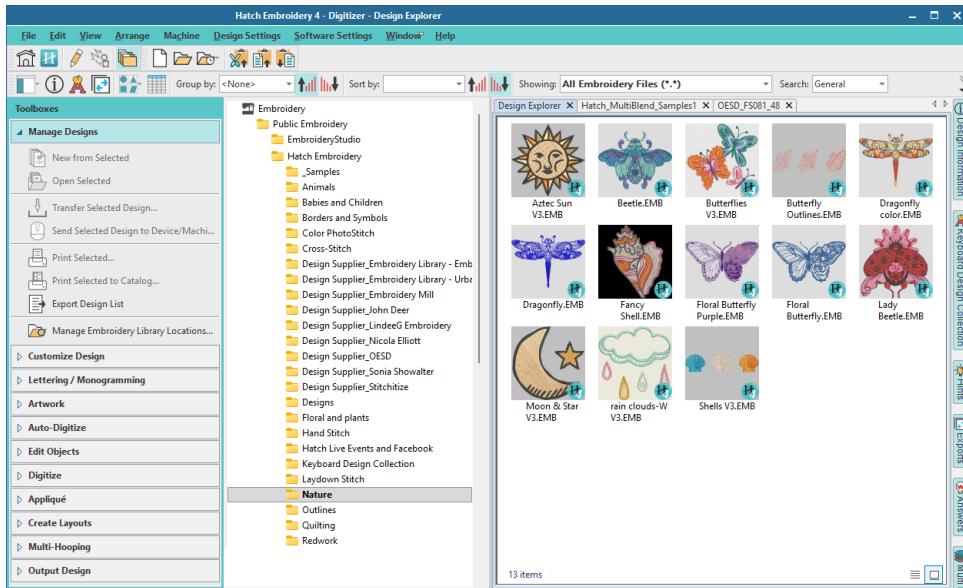 Hatch Embroidery 4 - Digitizer - Design Explorer
File Edit View Arrange Machine Design Settings Software Settings Window Help
Group by: <None> Sort by: Showing: All Embroidery Files (*.*) Search: General
Toolboxes
Manage Designs
New from Selected
Open Selected
Transfer Selected Design...
Send Selected Design to Device/Machi...
Print Selected...
Print Selected to Catalog...
Export Design List
Manage Embroidery Library Locations...
Customize Design
Lettering / Monogramming
Artwork
Auto-Digitize
Edit Objects
Digitize
Appliqué
Create Layouts
Multi-Hooping
Output Design
Embroidery
Public Embroidery
EmbroideryStudio
Hatch Embroidery
_Samples
Animals
Babies and Children
Borders and Symbols
Color PhotoStitch
Cross-Stitch
Design Supplier_Embroidery Library - Emb
Design Supplier_Embroidery Library - Urba
Design Supplier_Embroidery Mill
Design Supplier_John Deer
Design Supplier_LindeeG Embroidery
Design Supplier_Nicola Elliott
Design Supplier_OESD
Design Supplier_Sonia Showalter
Design Supplier_Stitchitize
Designs
Floral and plants
Hand Stitch
Hatch Live Events and Facebook
Keyboard Design Collection
Laydown Stitch
Nature
Outlines
Quilting
Redwork
Design Explorer X Hatch_MultiBlend_Samples1 X OESD_FS081_48 X
Aztec Sun V3.EMB
Beetle.EMB
Butterflies V3.EMB
Butterfly Outlines.EMB
Dragonfly color.EMB
Dragonfly.EMB
Fancy Shell.EMB
Floral Butterfly Purple.EMB
Floral Butterfly.EMB
Lady Beetle.EMB
Moon & Star V3.EMB
rain clouds-W V3.EMB
Shells V3.EMB
13 items
Design Information
Keyboard Design Collection
Hints
Exports
Answers
Multi